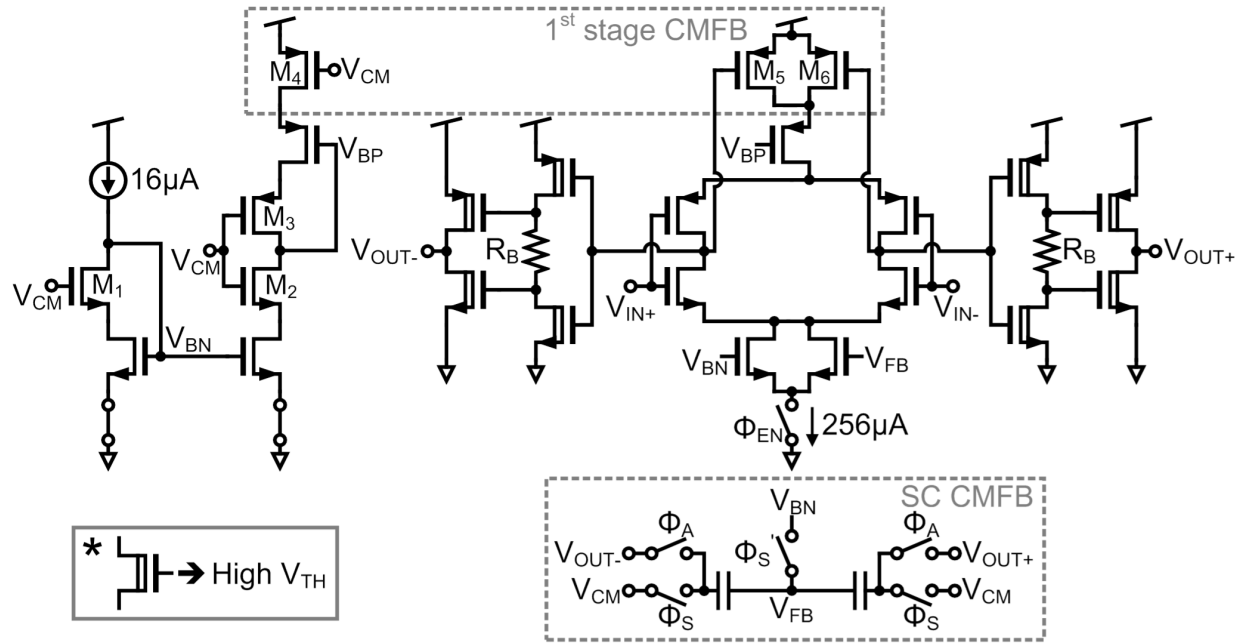 1st stage CMFB
M4
VCM
M5
M6
VBP
VBP
16μA
M3
VCM
M2
M1
VCM
VBN
VOUT-
RB
VIN+
VIN-
RB
VOUT+
VBN
VFB
ΦEN
256μA
SC CMFB
VBN
ΦA
ΦA
VOUT-
ΦS'
VOUT+
VCM
VCM
ΦS
VFB
ΦS
* High VTH